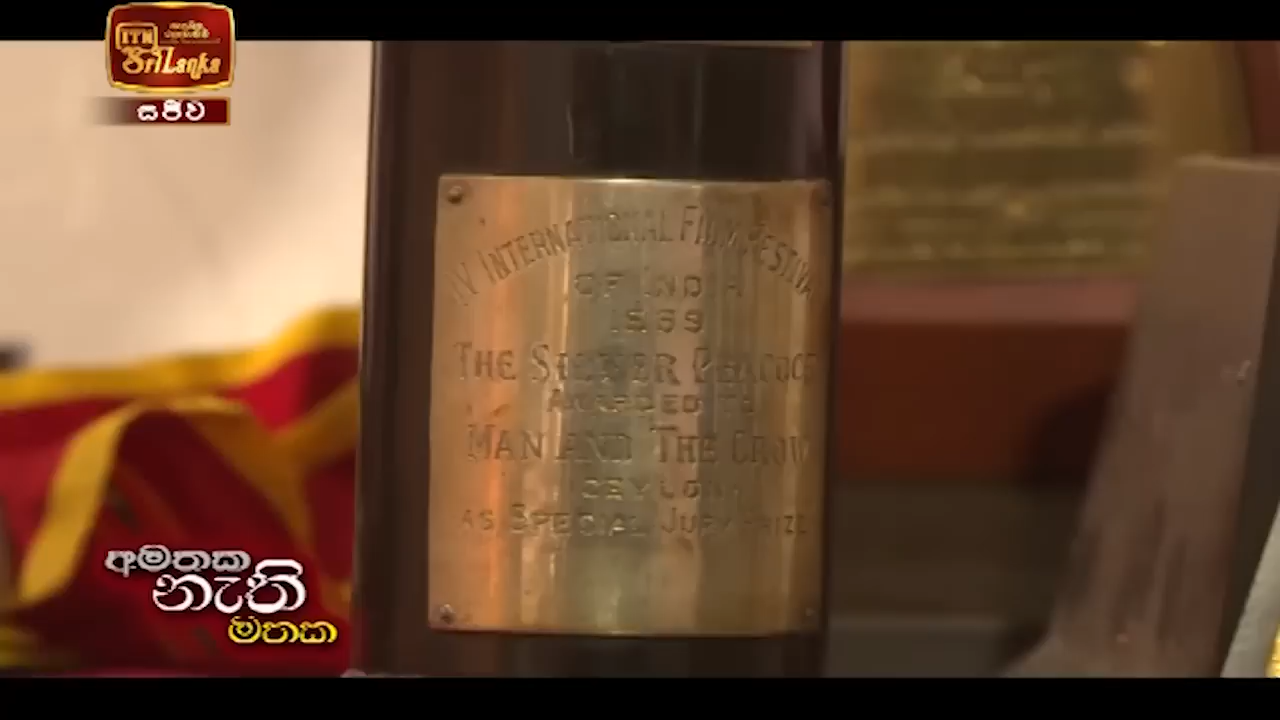 ITN
Sri Lanka
සජීව
IV INTERNATIONAL FILM FESTIVAL
OF INDIA
1969
THE SILVER PEACOCK
AWARDED TO
MAN AND THE CROW
CEYLON
AS SPECIAL JURY PRIZE
අමතක
නැති
මතක